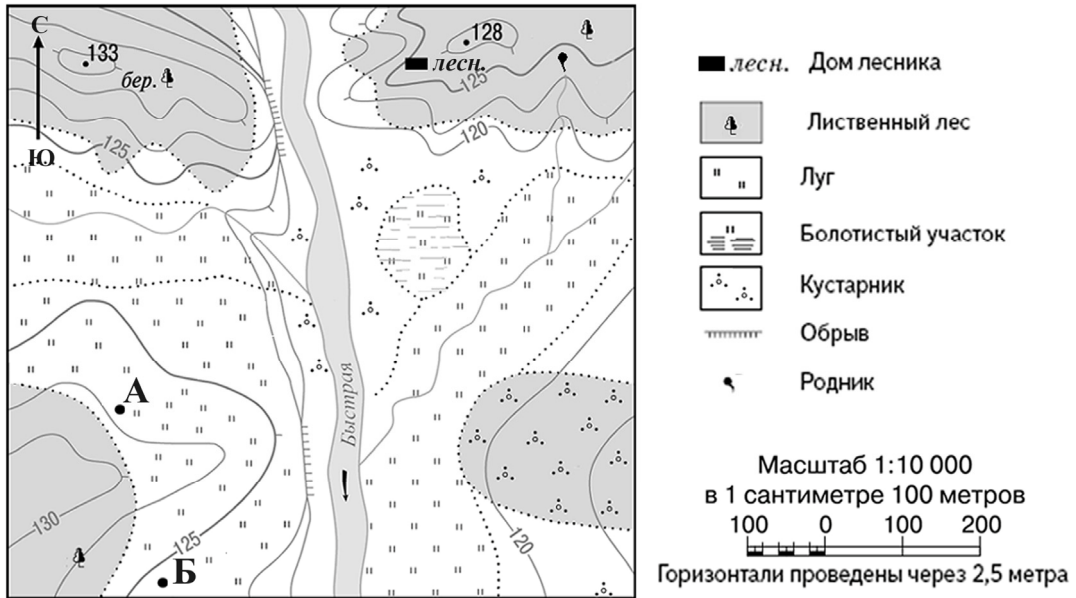 С
Ю
133
бер.
128
лесн.
125
120
125
А
Быстрая
130
125
Б
120
лесн. Дом лесника
Лиственный лес
Луг
Болотистый участок
Кустарник
Обрыв
Родник
Масштаб 1:10 000
в 1 сантиметре 100 метров
100 0 100 200
Горизонтали проведены через 2,5 метра